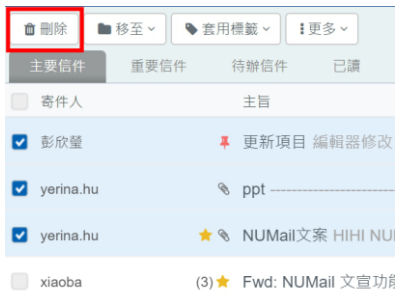 刪除 移至 套用標籤 更多
主要信件 重要信件 待辦信件 已讀
寄件人 主旨
彭欣瑩 更新項目 編輯器修改
yerina.hu ppt ----------------------
yerina.hu NUMail文案 HIHI NU
xiaoba (3) Fwd: NUMail 文宣功